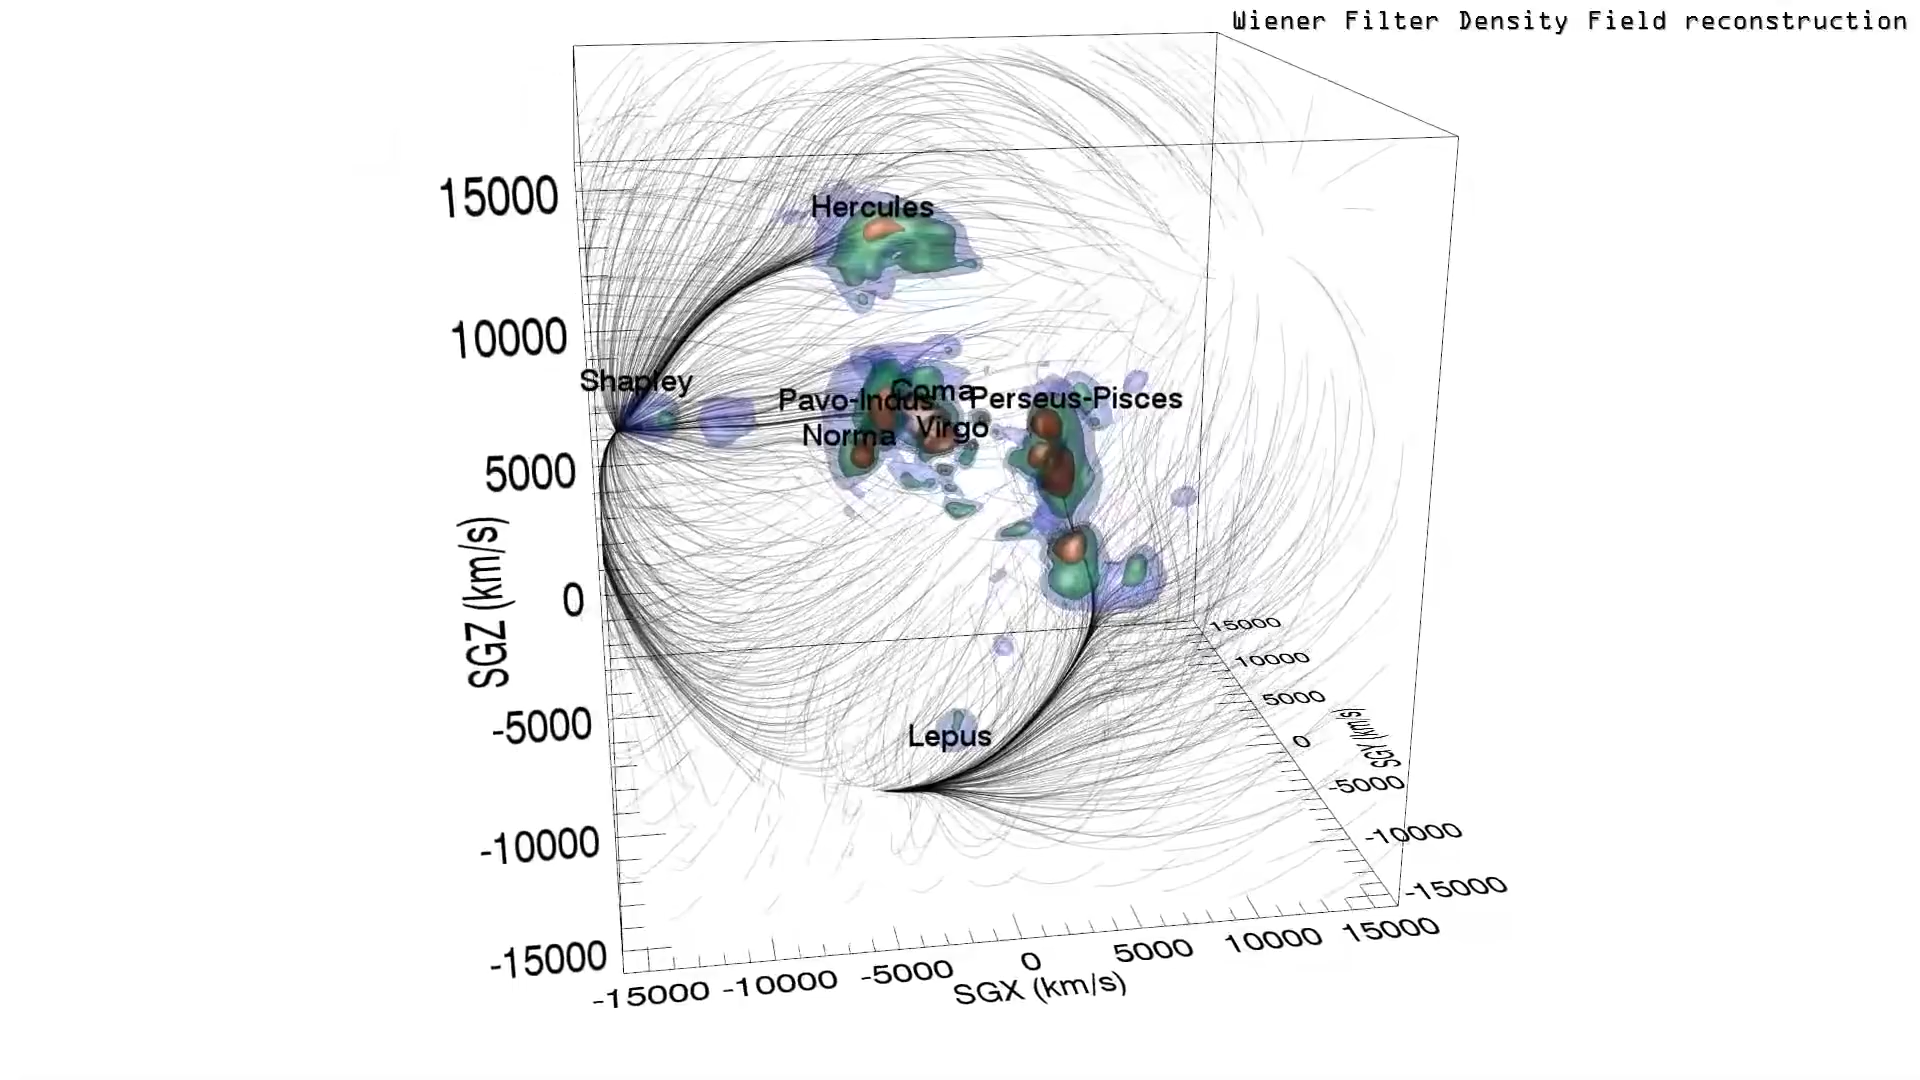 Wiener Filter Density Field reconstruction
15000
Hercules
10000
Shapley
Coma
Pavo-Indus
Perseus-Pisces
Virgo
Norma
5000
SGZ (km/s)
0
15000
10000
5000
Lepus
0
SGY (km/s)
-5000
-5000
-10000
-10000
-15000
-15000
-15000 -10000 -5000 0 5000 10000 15000
SGX (km/s)